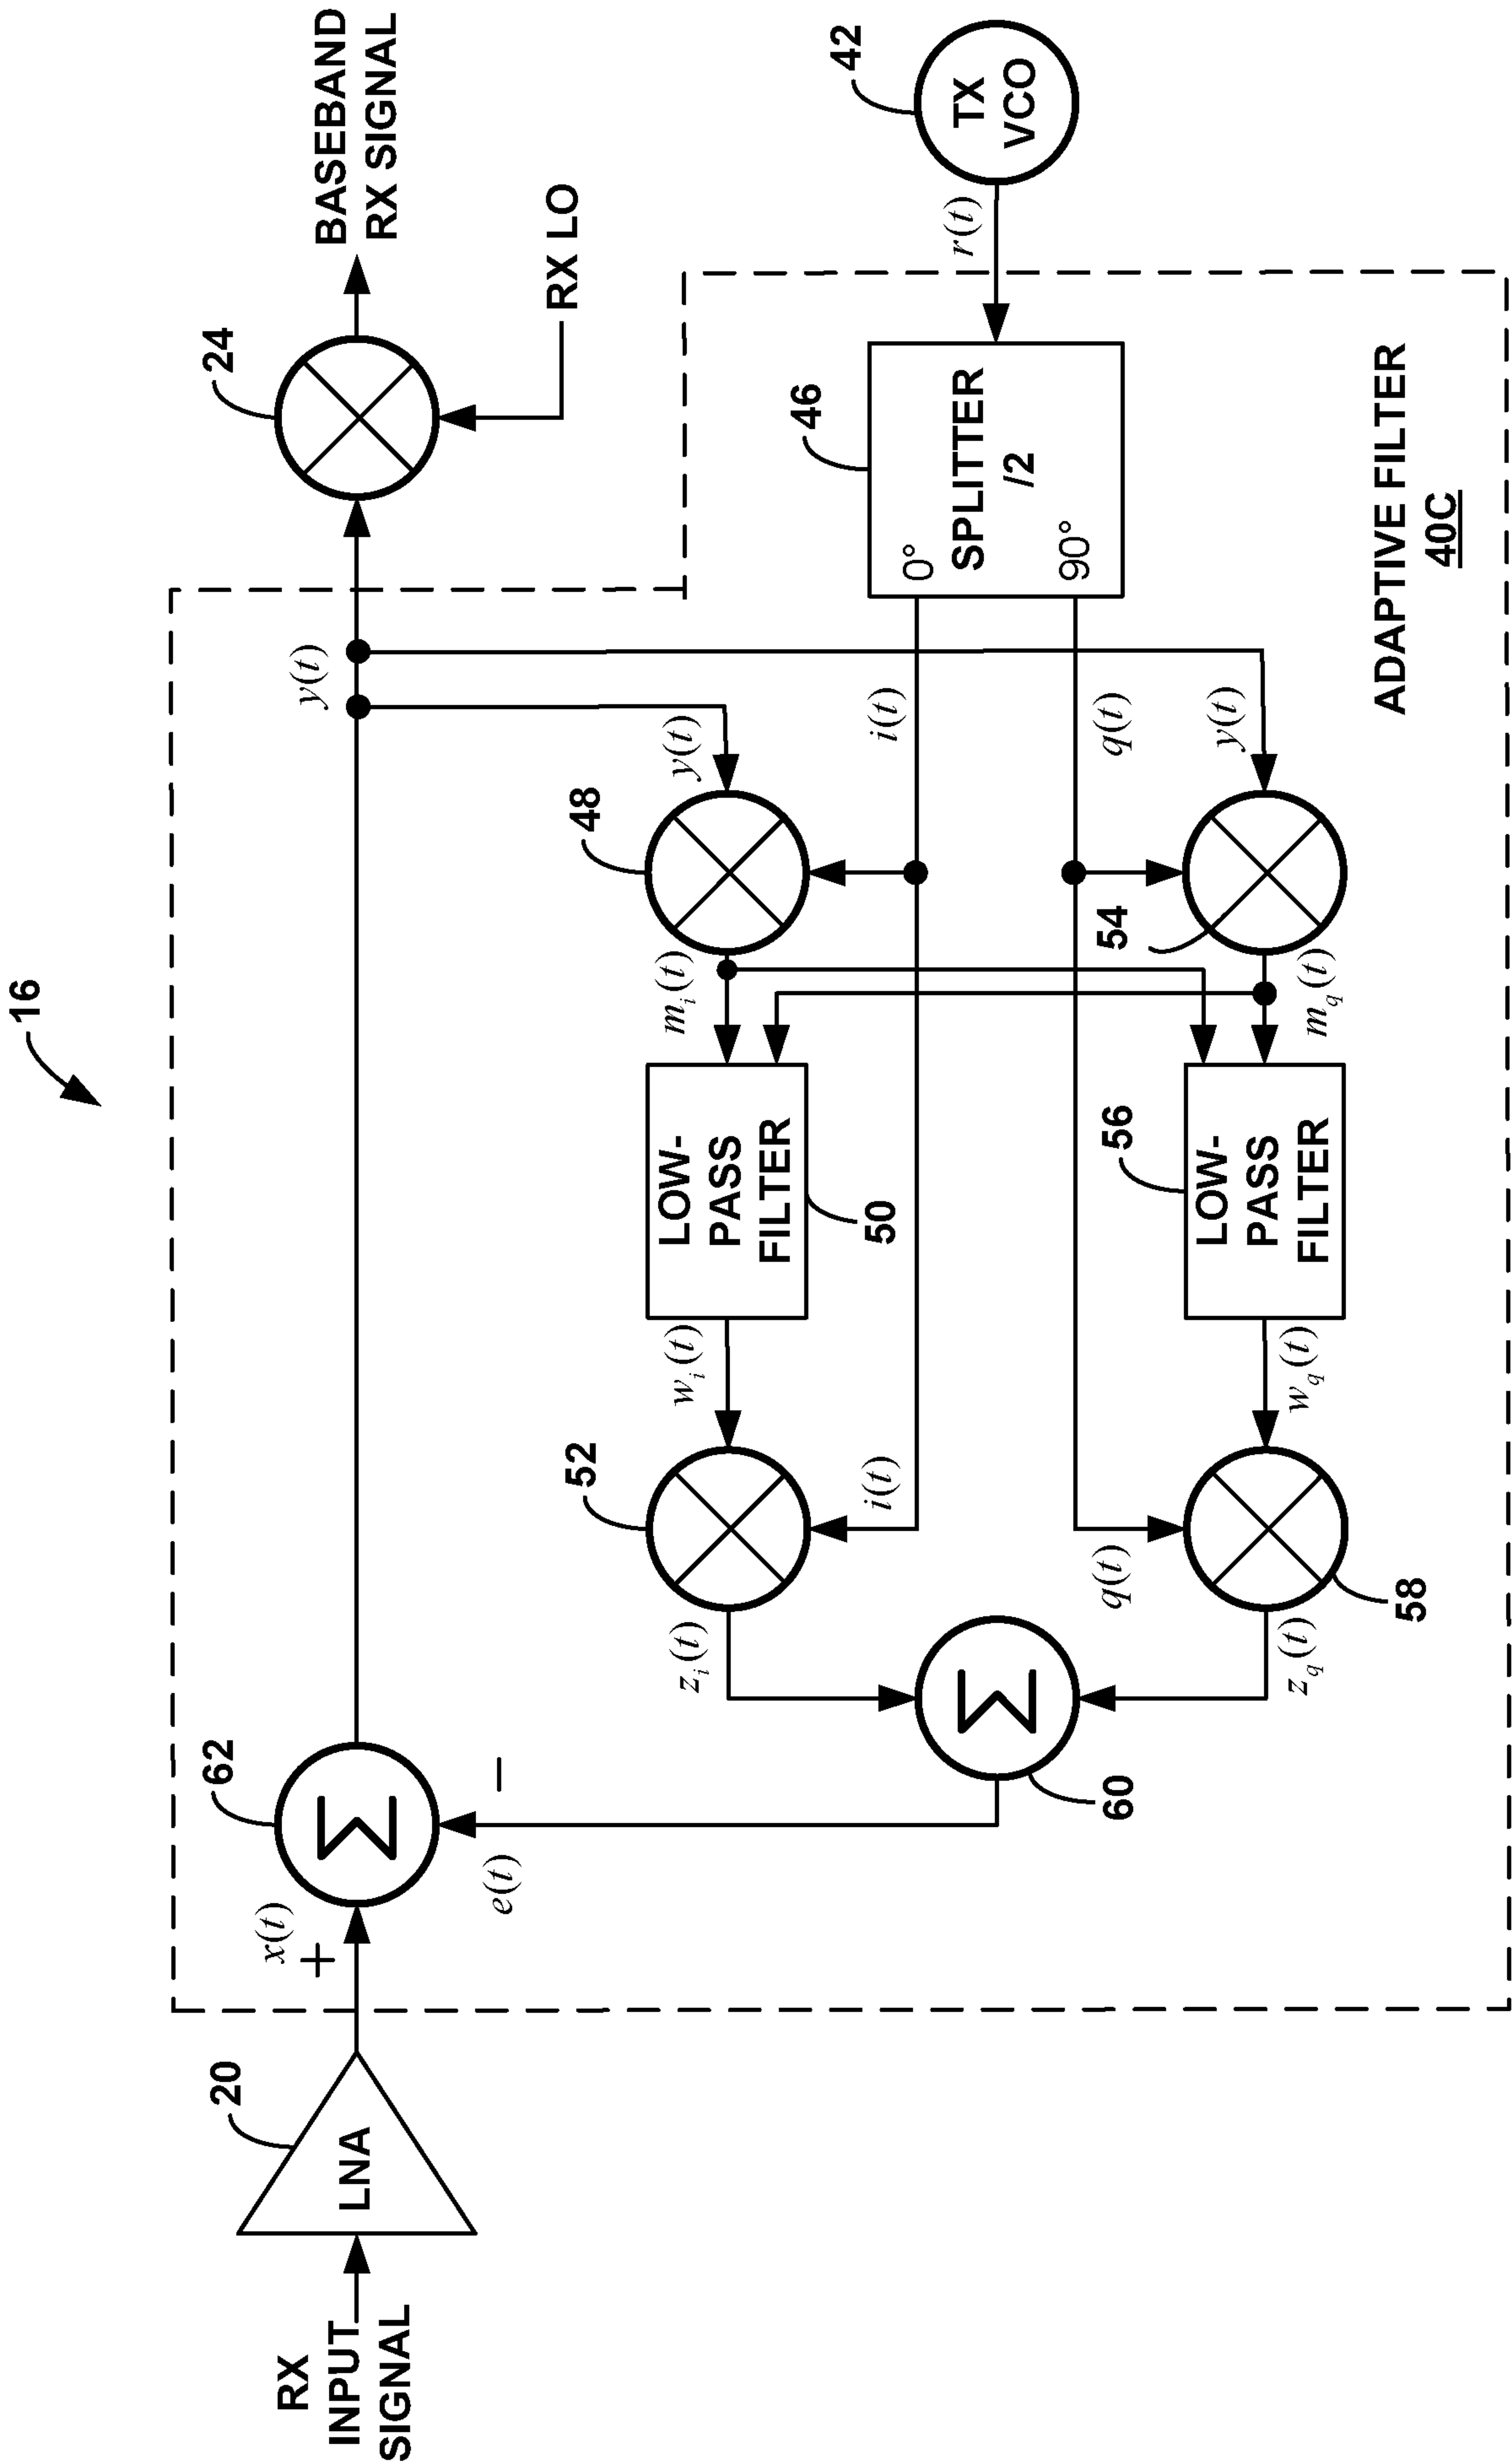 16
RX
INPUT
SIGNAL
LNA
20
x(t)
+
Σ
62
e(t)
−
y(t)
24
BASEBAND
RX SIGNAL
RX LO
52
z_i(t)
w_i(t)
LOW-
PASS
FILTER
50
m_i(t)
48
y(t)
i(t)
i(t)
Σ
60
q(t)
q(t)
0°
90°
SPLITTER
/2
46
r(t)
TX
VCO
42
z_q(t)
58
w_q(t)
LOW-
PASS
FILTER
56
m_q(t)
54
y(t)
ADAPTIVE FILTER
40C